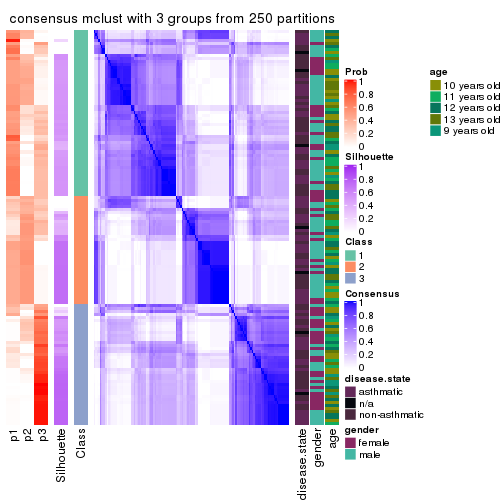 consensus mclust with 3 groups from 250 partitions
Prob
1
0.8
0.6
0.4
0.2
0
Silhouette
1
0.8
0.6
0.4
0.2
0
Class
1
2
3
Consensus
1
0.8
0.6
0.4
0.2
0
disease.state
asthmatic
n/a
non-asthmatic
gender
female
male
age
10 years old
11 years old
12 years old
13 years old
9 years old
p1
p2
p3
Silhouette
Class
disease.state
gender
age